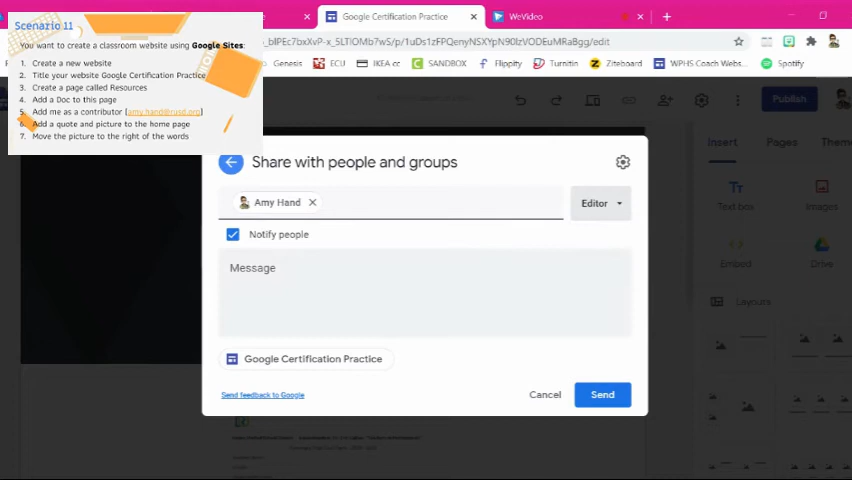 Google Certification Practice
WeVideo
Scenario 11
You want to create a classroom website using Google Sites:
1. Create a new website
2. Title your website Google Certification Practice
3. Create a page called Resources
4. Add a Doc to this page
5. Add me as a contributor (amy.hand@rusd.org)
6. Add a quote and picture to the home page
7. Move the picture to the right of the words
Genesis
ECU
IKEA cc
SANDBOX
Flippity
Turnitin
Ziteboard
WPHS Coach Web...
Spotify
Publish
Insert
Pages
Share with people and groups
Amy Hand
Editor
Notify people
Message
Google Certification Practice
Send feedback to Google
Cancel
Send
Text box
Images
Embed
Drive
Layouts